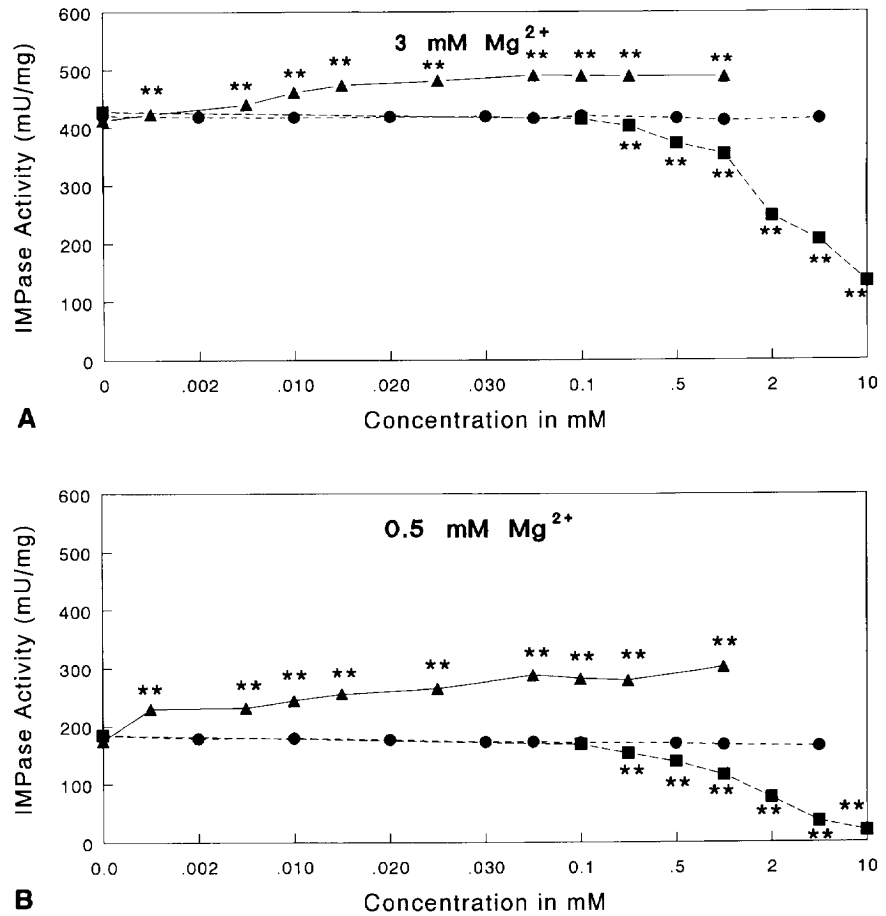 600
500
400
300
200
100
0
IMPase Activity (mU/mg)
3 mM Mg2+
** ** ** ** ** ** ** ** **
** ** ** ** ** **
0 .002 .010 .020 .030 0.1 .5 2 10
Concentration in mM
A
600
500
400
300
200
100
0
IMPase Activity (mU/mg)
0.5 mM Mg2+
** ** ** ** ** ** ** ** **
** ** ** ** ** **
0.0 .002 .010 .020 .030 0.1 .5 2 10
Concentration in mM
B